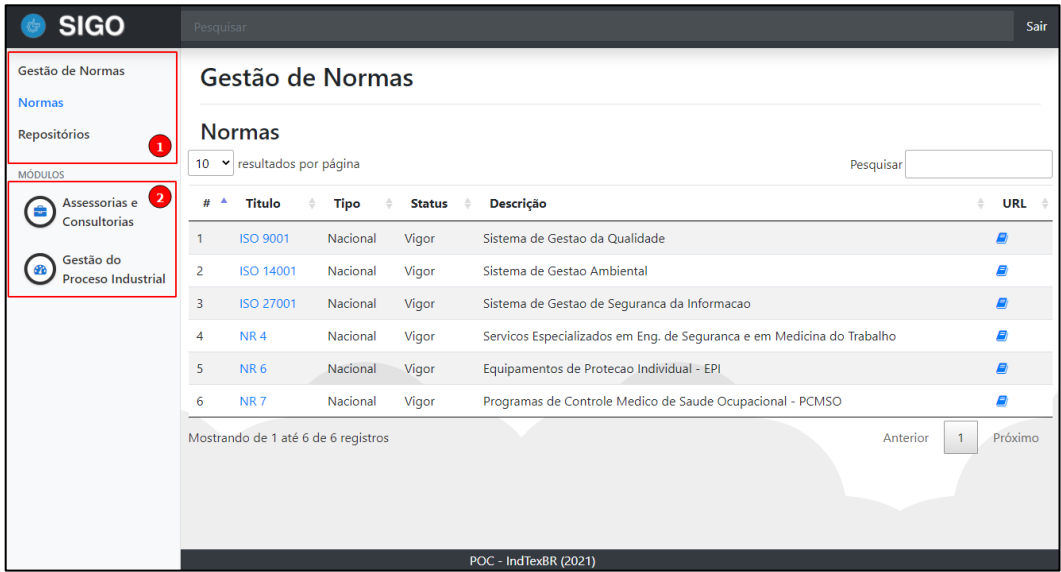 SIGO
Pesquisar
Sair
Gestão de Normas
Normas
Repositórios
1
MÓDULOS
2
Assessorias e
Consultorias
Gestão do
Proceso Industrial
Gestão de Normas
Normas
10 resultados por página
Pesquisar
# Titulo Tipo Status Descrição URL
1 ISO 9001 Nacional Vigor Sistema de Gestao da Qualidade
2 ISO 14001 Nacional Vigor Sistema de Gestao Ambiental
3 ISO 27001 Nacional Vigor Sistema de Gestao de Seguranca da Informacao
4 NR 4 Nacional Vigor Servicos Especializados em Eng. de Seguranca e em Medicina do Trabalho
5 NR 6 Nacional Vigor Equipamentos de Protecao Individual - EPI
6 NR 7 Nacional Vigor Programas de Controle Medico de Saude Ocupacional - PCMSO
Mostrando de 1 até 6 de 6 registros
Anterior 1 Próximo
POC - IndTexBR (2021)